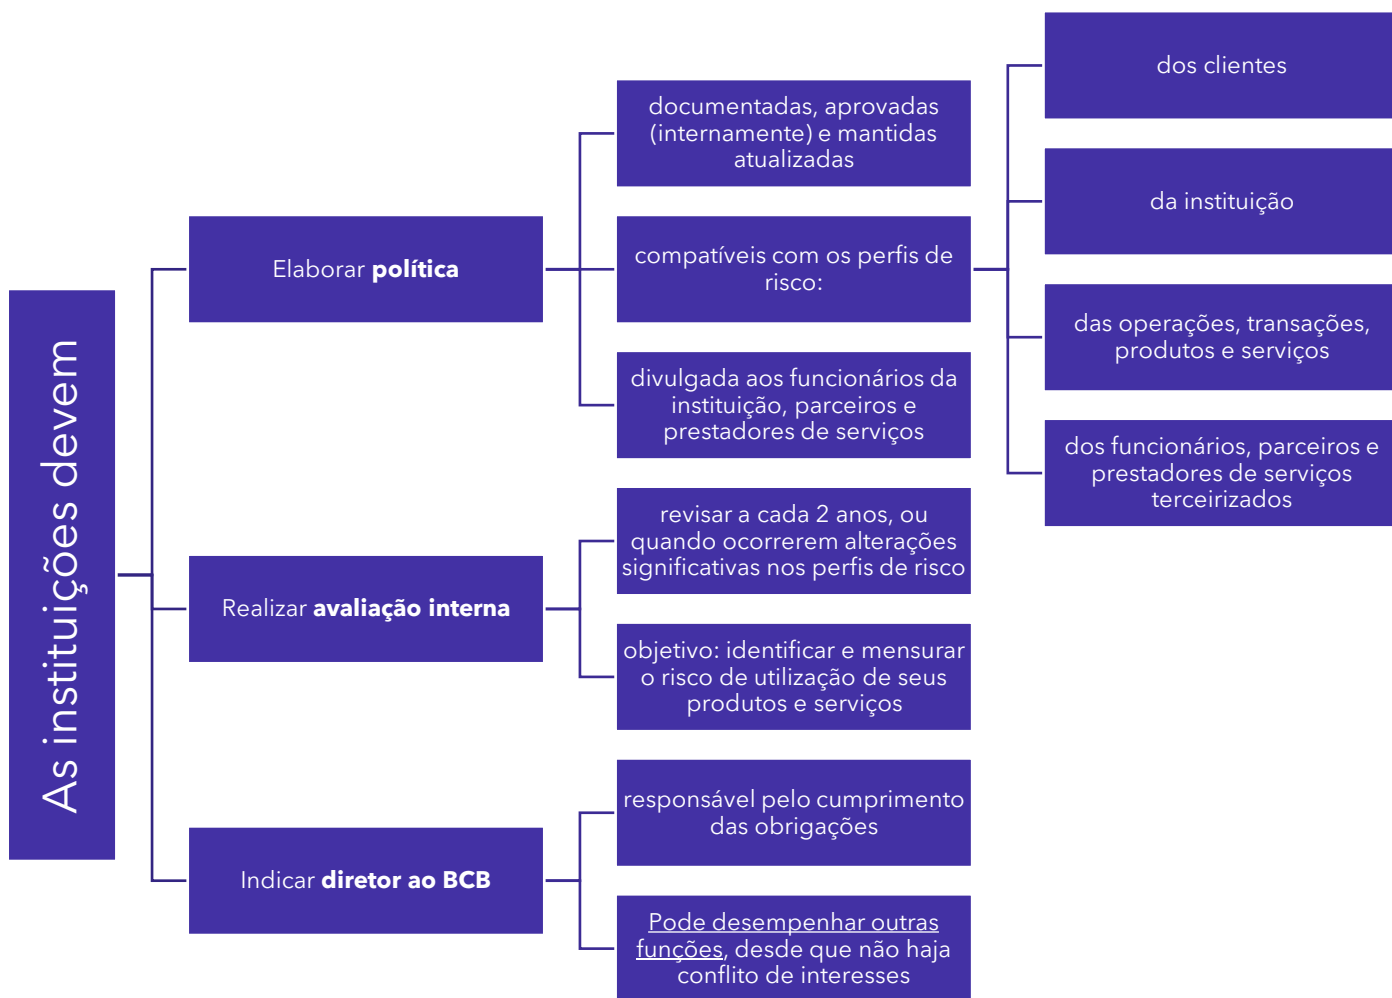 As instituições devem
Elaborar política
documentadas, aprovadas
(internamente) e mantidas
atualizadas
compatíveis com os perfis de
risco:
dos clientes
da instituição
das operações, transações,
produtos e serviços
dos funcionários, parceiros e
prestadores de serviços
terceirizados
divulgada aos funcionários da
instituição, parceiros e
prestadores de serviços
Realizar avaliação interna
revisar a cada 2 anos, ou
quando ocorrerem alterações
significativas nos perfis de risco
objetivo: identificar e mensurar
o risco de utilização de seus
produtos e serviços
Indicar diretor ao BCB
responsável pelo cumprimento
das obrigações
Pode desempenhar outras
funções, desde que não haja
conflito de interesses